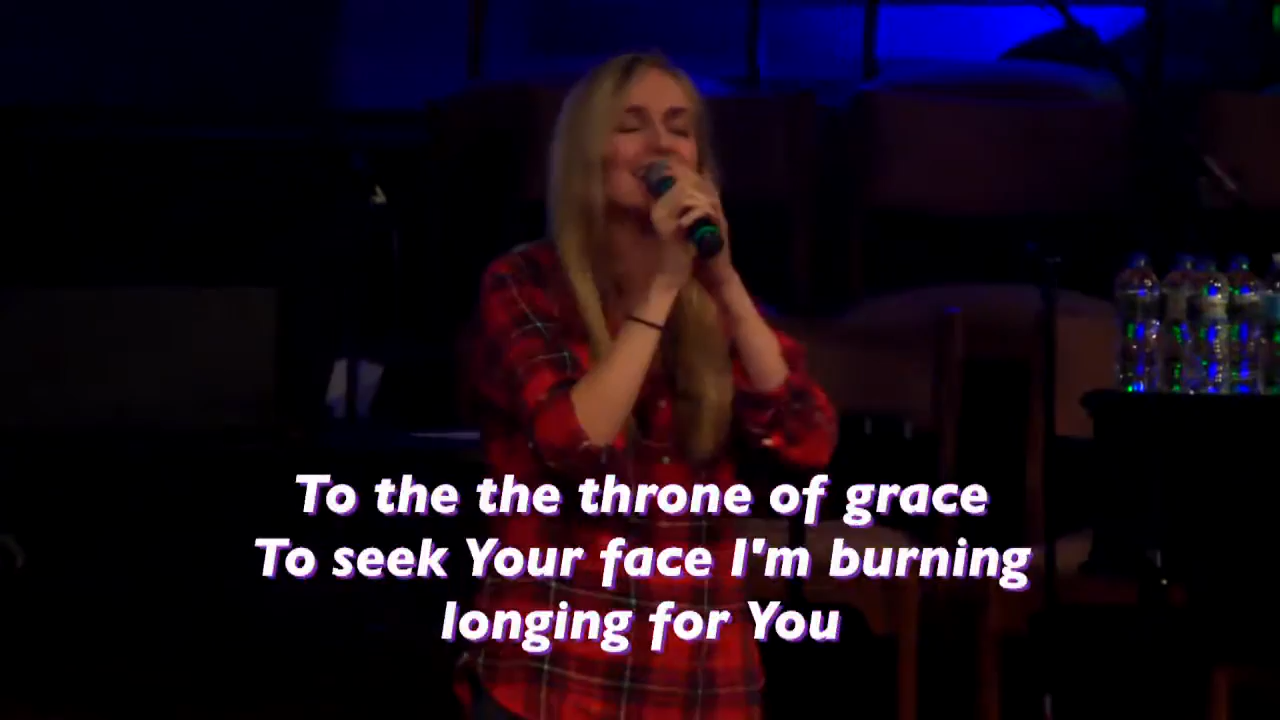 To the the throne of grace
To seek Your face I'm burning
longing for You